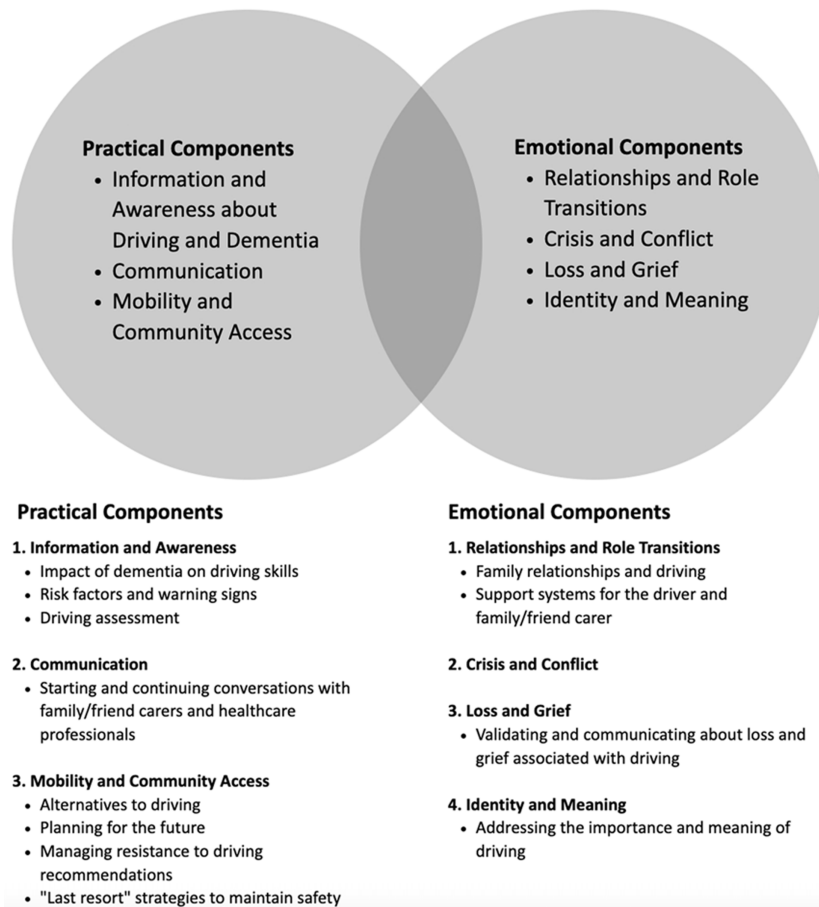 Practical Components
• Information and
Awareness about
Driving and Dementia
• Communication
• Mobility and
Community Access
Emotional Components
• Relationships and Role
Transitions
• Crisis and Conflict
• Loss and Grief
• Identity and Meaning
Practical Components
1. Information and Awareness
• Impact of dementia on driving skills
• Risk factors and warning signs
• Driving assessment
2. Communication
• Starting and continuing conversations with
family/friend carers and healthcare
professionals
3. Mobility and Community Access
• Alternatives to driving
• Planning for the future
• Managing resistance to driving
recommendations
• "Last resort" strategies to maintain safety
Emotional Components
1. Relationships and Role Transitions
• Family relationships and driving
• Support systems for the driver and
family/friend carer
2. Crisis and Conflict
3. Loss and Grief
• Validating and communicating about loss and
grief associated with driving
4. Identity and Meaning
• Addressing the importance and meaning of
driving